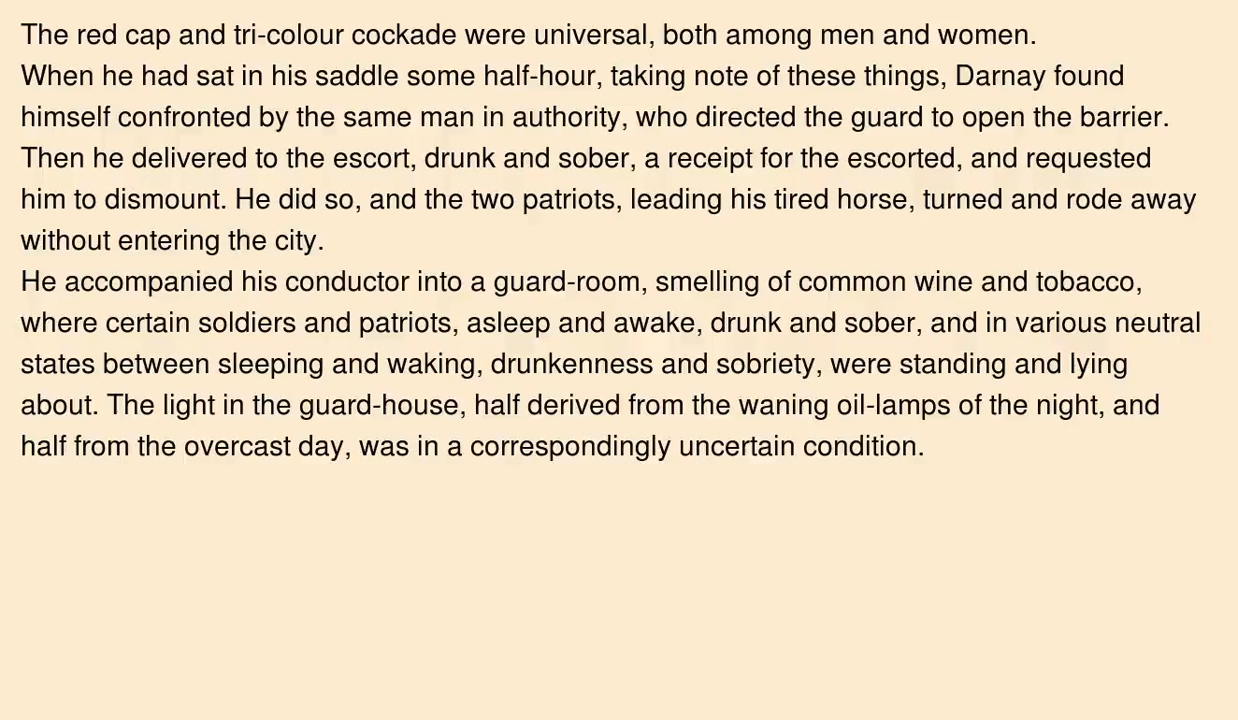 The red cap and tri-colour cockade were universal, both among men and women.
When he had sat in his saddle some half-hour, taking note of these things, Darnay found
himself confronted by the same man in authority, who directed the guard to open the barrier.
Then he delivered to the escort, drunk and sober, a receipt for the escorted, and requested
him to dismount. He did so, and the two patriots, leading his tired horse, turned and rode away
without entering the city.
He accompanied his conductor into a guard-room, smelling of common wine and tobacco,
where certain soldiers and patriots, asleep and awake, drunk and sober, and in various neutral
states between sleeping and waking, drunkenness and sobriety, were standing and lying
about. The light in the guard-house, half derived from the waning oil-lamps of the night, and
half from the overcast day, was in a correspondingly uncertain condition.